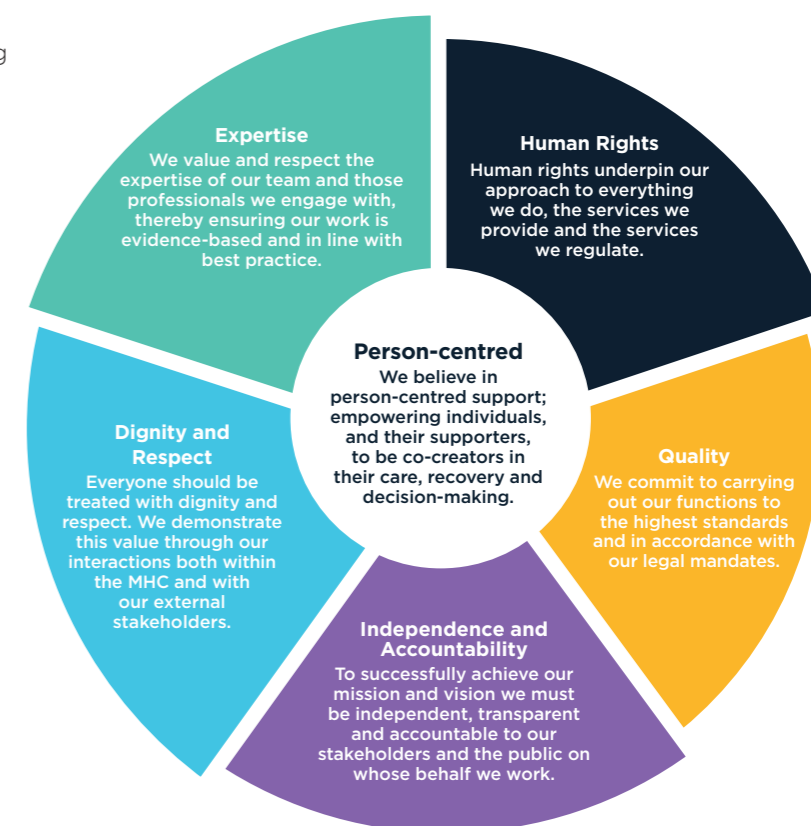 g
Expertise
We value and respect the
expertise of our team and those
professionals we engage with,
thereby ensuring our work is
evidence-based and in line with
best practice.
Human Rights
Human rights underpin our
approach to everything
we do, the services we
provide and the services
we regulate.
Person-centred
We believe in
person-centred support;
empowering individuals,
and their supporters,
to be co-creators in
their care, recovery and
decision-making.
Dignity and
Respect
Everyone should be
treated with dignity and
respect. We demonstrate
this value through our
interactions both within
the MHC and with
our external
stakeholders.
Quality
We commit to carrying
out our functions to
the highest standards
and in accordance with
our legal mandates.
Independence and
Accountability
To successfully achieve our
mission and vision we must
be independent, transparent
and accountable to our
stakeholders and the public on
whose behalf we work.